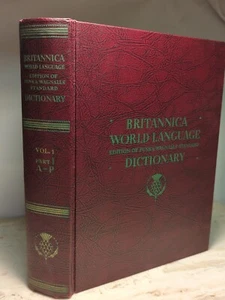 BRITANNICA
WORLD LANGUAGE
EDITION OF
FUNK & WAGNALLS
STANDARD
DICTIONARY
VOL. 1
PART 1
A-P
BRITANNICA
WORLD LANGUAGE
EDITION OF FUNK & WAGNALLS STANDARD
DICTIONARY